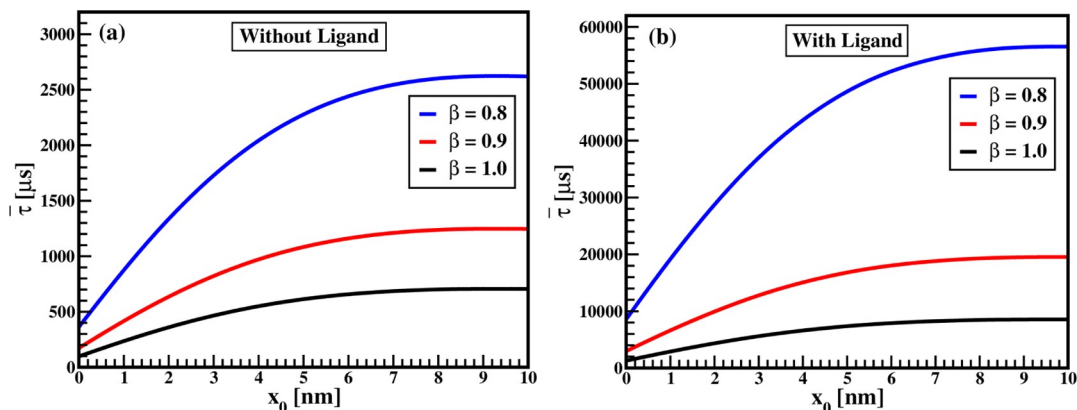 (a)
Without Ligand
3000
2500
2000
1500
1000
500
0
β = 0.8
β = 0.9
β = 1.0
τ̄ [μs]
0 1 2 3 4 5 6 7 8 9 10
x₀ [nm]
(b)
With Ligand
60000
50000
40000
30000
20000
10000
0
β = 0.8
β = 0.9
β = 1.0
τ̄ [μs]
0 1 2 3 4 5 6 7 8 9 10
x₀ [nm]